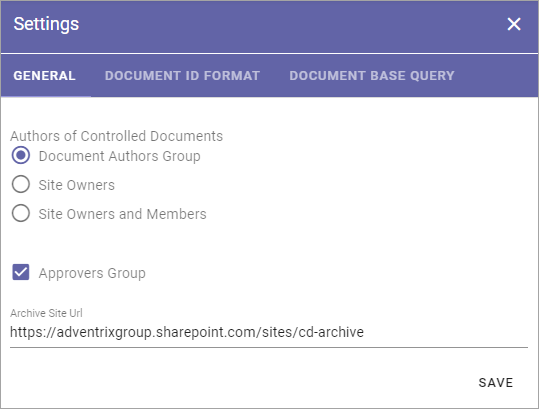 Settings
GENERAL DOCUMENT ID FORMAT DOCUMENT BASE QUERY
Authors of Controlled Documents
Document Authors Group
Site Owners
Site Owners and Members
Approvers Group
Archive Site Url
https://adventrixgroup.sharepoint.com/sites/cd-archive
SAVE